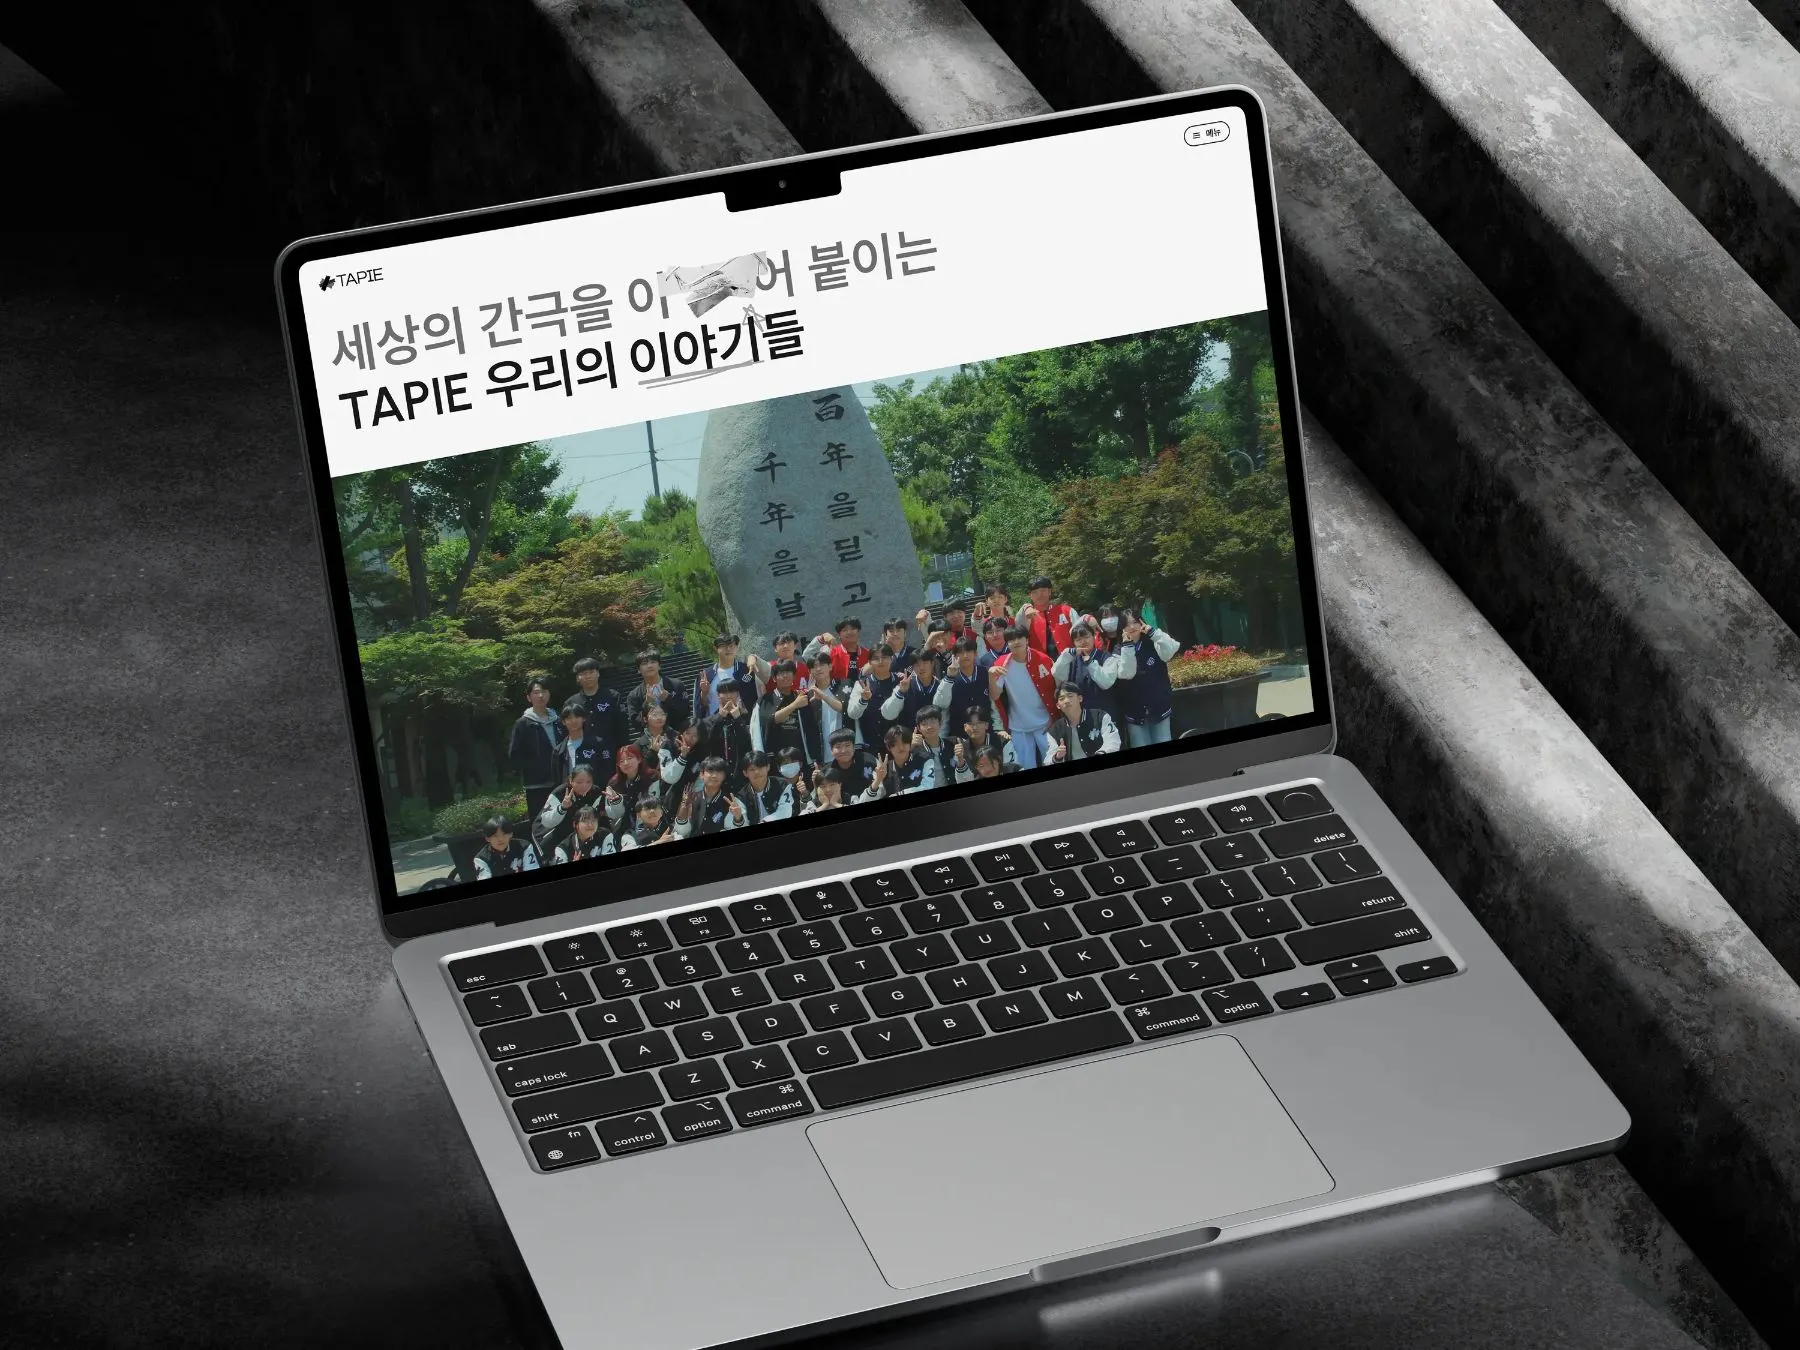 메뉴
TAPIE
세상의 간극을 이 어 붙이는
TAPIE 우리의 이야기들
百年을 딛고
千年을 날
A
A
A
2
2
2
esc
F1
F2
F3
F4
F5
F6
F7
F8
F9
F10
F11
F12
~ ` ! 1 @ 2 # 3 $ 4 % 5 ^ 6 & 7 * 8 ( 9 ) 0 _ - + = delete
tab Q W E R T Y U I O P { [ } ] | \
caps lock A S D F G H J K L : ; " ' return
shift Z X C V B N M < , > . ? / shift
fn control option command command option